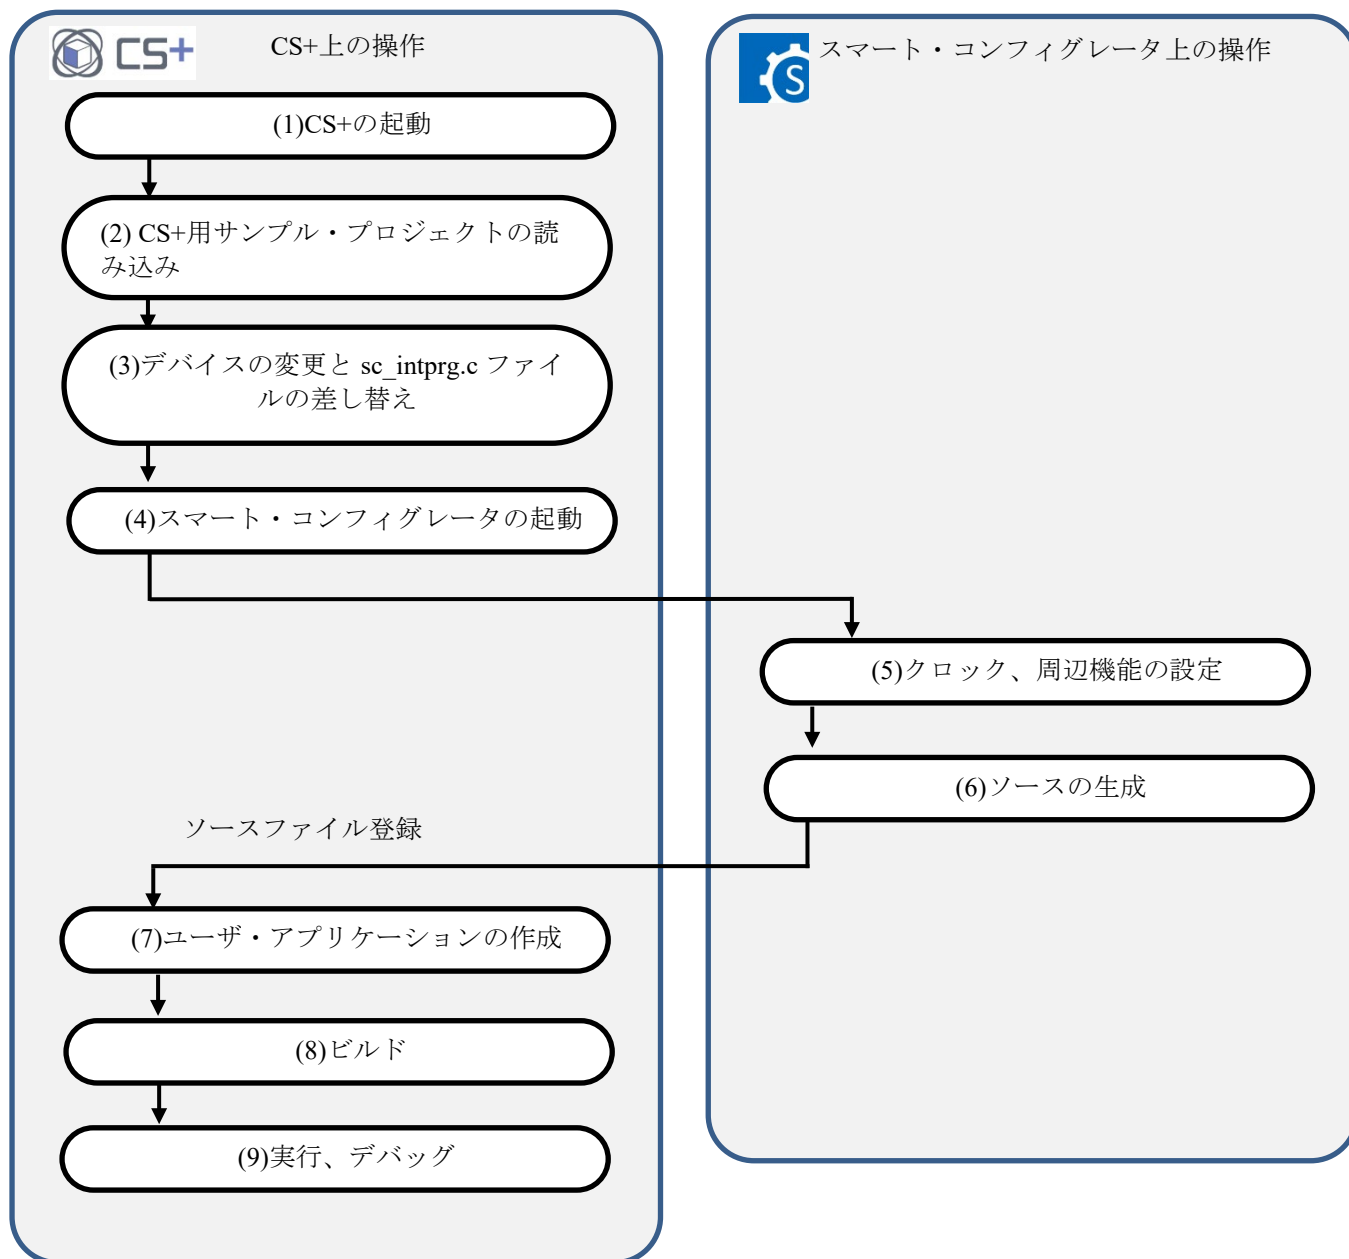 CS+
CS+上の操作
(1)CS+の起動
(2) CS+用サンプル・プロジェクトの読
み込み
(3)デバイスの変更と sc_intprg.c ファイ
ルの差し替え
(4)スマート・コンフィグレータの起動
S
スマート・コンフィグレータ上の操作
(5)クロック、周辺機能の設定
(6)ソースの生成
ソースファイル登録
(7)ユーザ・アプリケーションの作成
(8)ビルド
(9)実行、デバッグ